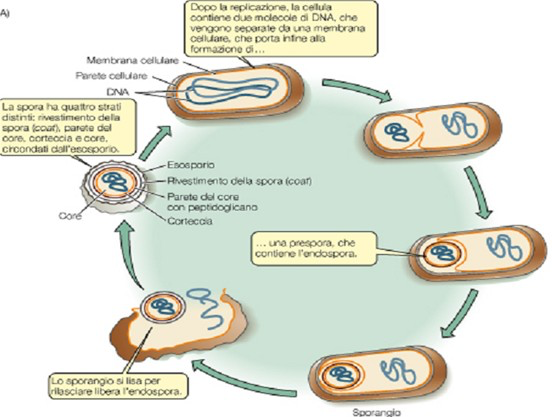 A)
Dopo la replicazione, la cellula
contiene due molecole di DNA, che
vengono separate da una membrana
cellulare, che porta infine alla
formazione di…
Membrana cellulare
Parete cellulare
DNA
La spora ha quattro strati
distinti: rivestimento della
spora (coat), parete del
core, corteccia e core,
circondati dall'esosporio.
Esosporio
Rivestimento della spora (coat)
Parete del core
con peptidoglicano
Corteccia
Core
… una prespora, che
contiene l'endospora.
Lo sporangio si lisa per
rilasciare libera l'endospora.
Sporangio